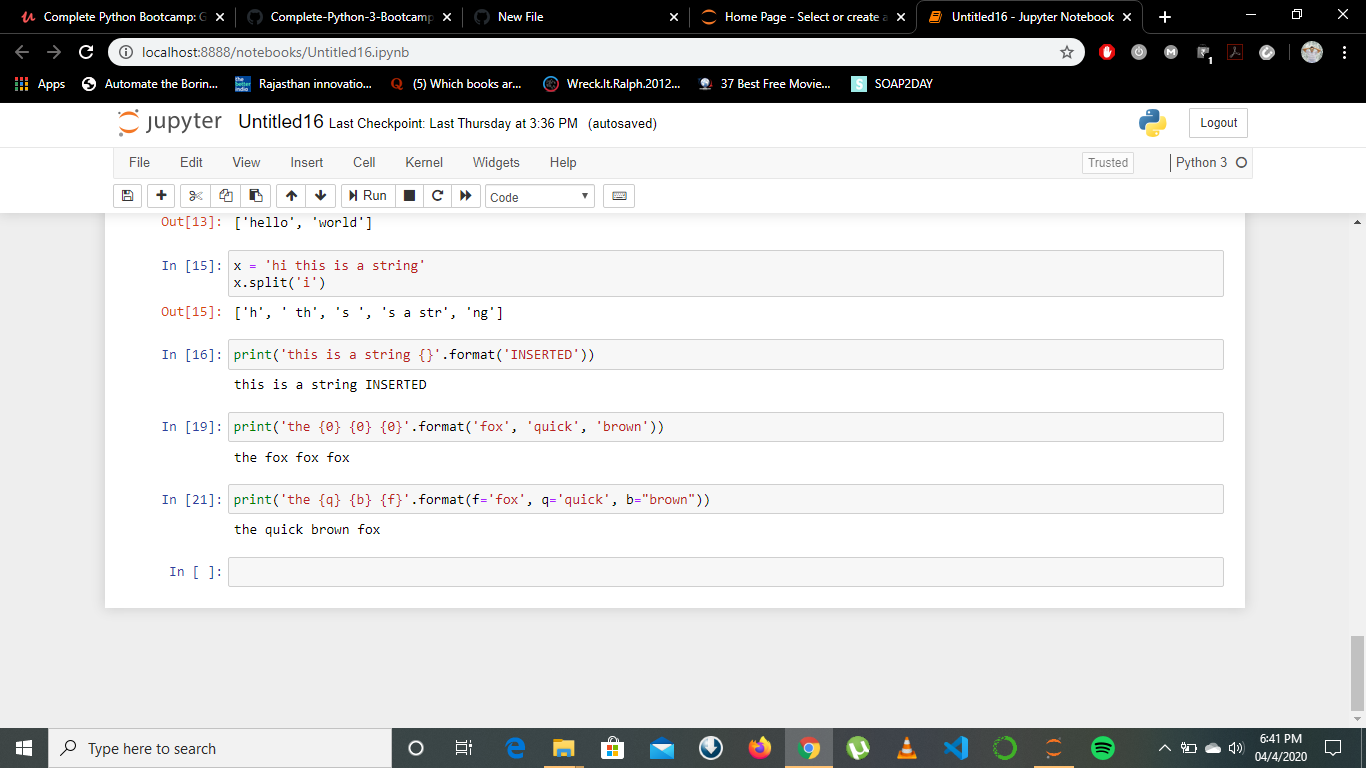 Complete Python Bootcamp: G
Complete-Python-3-Bootcamp
New File
Home Page - Select or create a
Untitled16 - Jupyter Notebook
localhost:8888/notebooks/Untitled16.ipynb
Apps
Automate the Borin...
the better india
Rajasthan innovatio...
Q
(5) Which books ar...
Wreck.It.Ralph.2012...
37 Best Free Movie...
S
SOAP2DAY
jupyter Untitled16 Last Checkpoint: Last Thursday at 3:36 PM (autosaved)
Logout
File Edit View Insert Cell Kernel Widgets Help
Trusted
Python 3
Run
Code
Out[13]: ['hello', 'world']
In [15]: x = 'hi this is a string'
x.split('i')
Out[15]: ['h', ' th', 's ', 's a str', 'ng']
In [16]: print('this is a string {}'.format('INSERTED'))
this is a string INSERTED
In [19]: print('the {0} {0} {0}'.format('fox', 'quick', 'brown'))
the fox fox fox
In [21]: print('the {q} {b} {f}'.format(f='fox', q='quick', b="brown"))
the quick brown fox
In [ ]:
Type here to search
6:41 PM
04/4/2020